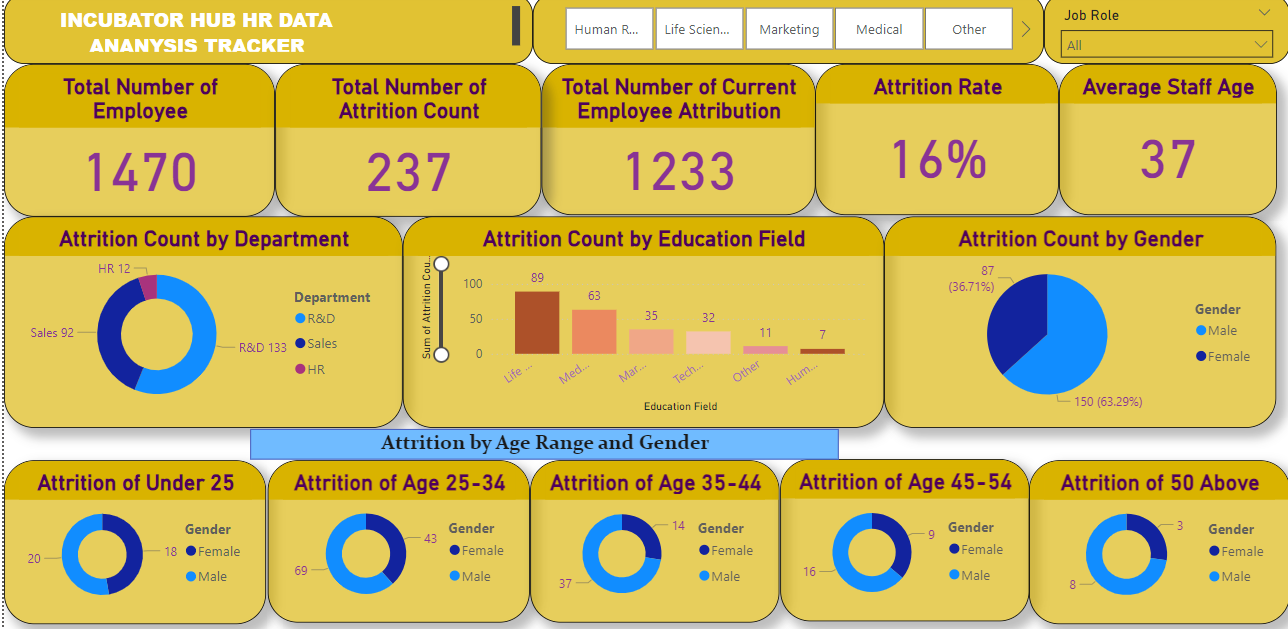 INCUBATOR HUB HR DATA
ANANYSIS TRACKER
Human R...
Life Scien...
Marketing
Medical
Other
Job Role
All
Total Number of
Employee
1470
Total Number of
Attrition Count
237
Total Number of Current
Employee Attribution
1233
Attrition Rate
16%
Average Staff Age
37
Attrition Count by Department
HR 12
Sales 92
R&D 133
Department
R&D
Sales
HR
Attrition Count by Education Field
Sum of Attrition Cou...
100
50
0
89
63
35
32
11
7
Life ...
Med...
Mar...
Tech...
Other
Hum...
Education Field
Attrition Count by Gender
87
(36.71%)
150 (63.29%)
Gender
Male
Female
Attrition by Age Range and Gender
Attrition of Under 25
20
18
Gender
Female
Male
Attrition of Age 25-34
43
69
Gender
Female
Male
Attrition of Age 35-44
14
37
Gender
Female
Male
Attrition of Age 45-54
9
16
Gender
Female
Male
Attrition of 50 Above
3
8
Gender
Female
Male